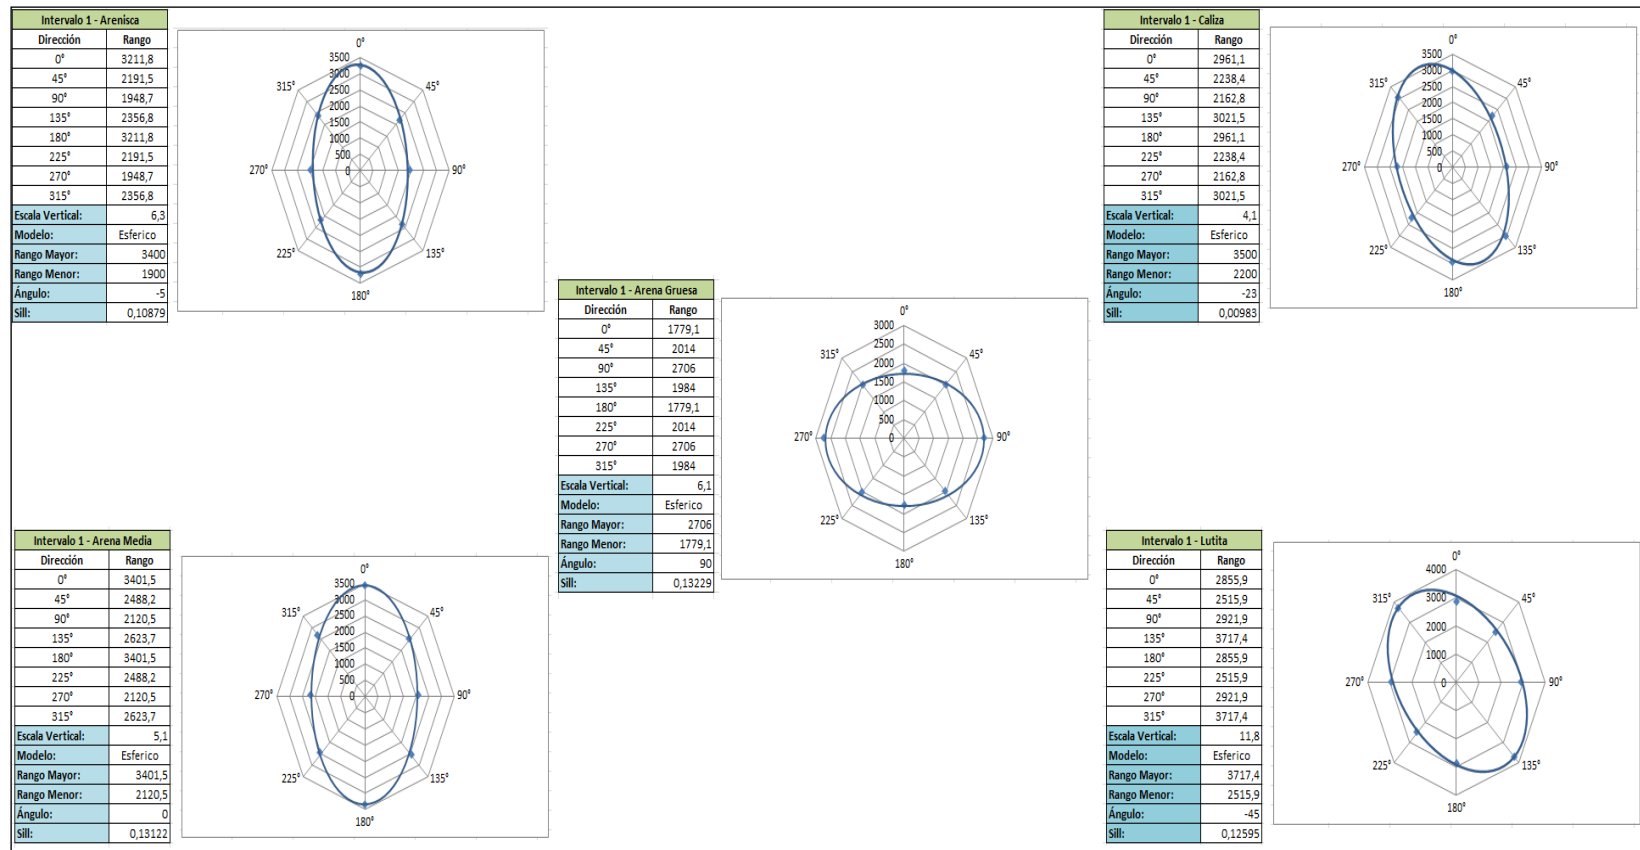 Intervalo 1 - Arenisca
Dirección Rango
0° 3211,8
45° 2191,5
90° 1948,7
135° 2356,8
180° 3211,8
225° 2191,5
270° 1948,7
315° 2356,8
Escala Vertical: 6,3
Modelo: Esferico
Rango Mayor: 3400
Rango Menor: 1900
Ángulo: -5
Sill: 0,10879
0°
45°
90°
135°
180°
225°
270°
315°
3500
3000
2500
2000
1500
1000
500
0
Intervalo 1 - Caliza
Dirección Rango
0° 2961,1
45° 2238,4
90° 2162,8
135° 3021,5
180° 2961,1
225° 2238,4
270° 2162,8
315° 3021,5
Escala Vertical: 4,1
Modelo: Esferico
Rango Mayor: 3500
Rango Menor: 2200
Ángulo: -23
Sill: 0,00983
0°
45°
90°
135°
180°
225°
270°
315°
3500
3000
2500
2000
1500
1000
500
0
Intervalo 1 - Arena Gruesa
Dirección Rango
0° 1779,1
45° 2014
90° 2706
135° 1984
180° 1779,1
225° 2014
270° 2706
315° 1984
Escala Vertical: 6,1
Modelo: Esferico
Rango Mayor: 2706
Rango Menor: 1779,1
Ángulo: 90
Sill: 0,13229
0°
45°
90°
135°
180°
225°
270°
315°
3000
2500
2000
1500
1000
500
0
Intervalo 1 - Arena Media
Dirección Rango
0° 3401,5
45° 2488,2
90° 2120,5
135° 2623,7
180° 3401,5
225° 2488,2
270° 2120,5
315° 2623,7
Escala Vertical: 5,1
Modelo: Esferico
Rango Mayor: 3401,5
Rango Menor: 2120,5
Ángulo: 0
Sill: 0,13122
0°
45°
90°
135°
180°
225°
270°
315°
3500
3000
2500
2000
1500
1000
500
0
Intervalo 1 - Lutita
Dirección Rango
0° 2855,9
45° 2515,9
90° 2921,9
135° 3717,4
180° 2855,9
225° 2515,9
270° 2921,9
315° 3717,4
Escala Vertical: 11,8
Modelo: Esferico
Rango Mayor: 3717,4
Rango Menor: 2515,9
Ángulo: -45
Sill: 0,12595
0°
45°
90°
135°
180°
225°
270°
315°
4000
3000
2000
1000
0